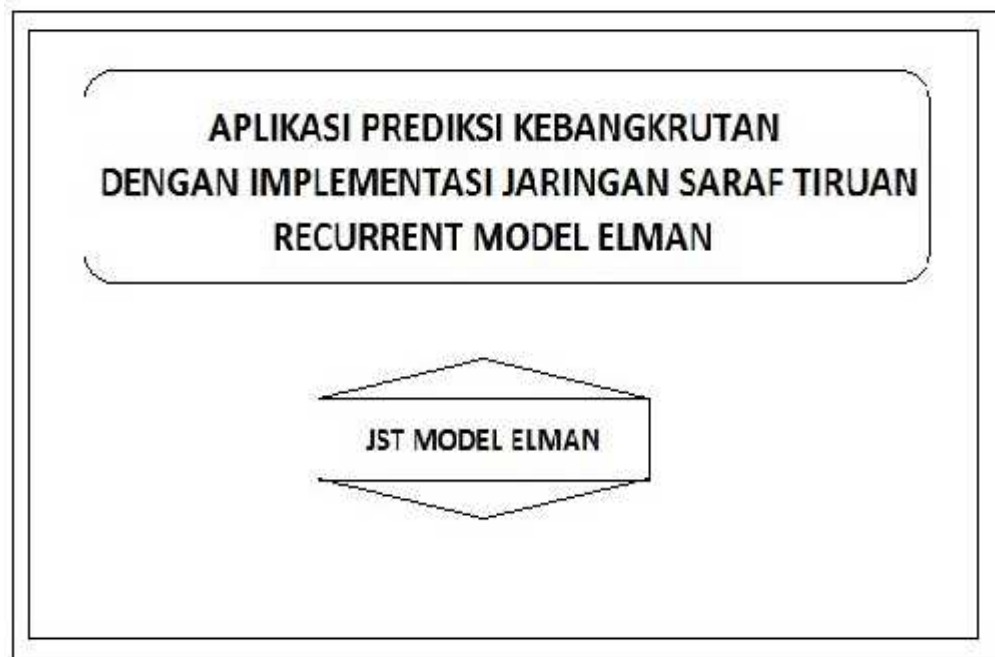 APLIKASI PREDIKSI KEBANGKRUTAN
DENGAN IMPLEMENTASI JARINGAN SARAF TIRUAN
RECURRENT MODEL ELMAN
JST MODEL ELMAN